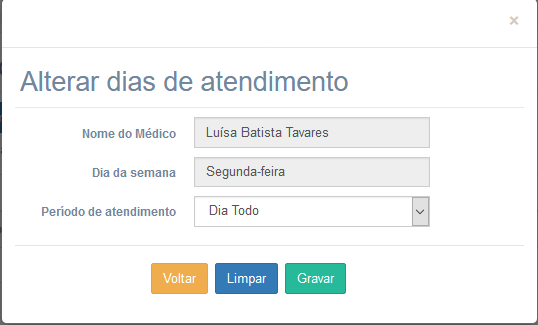 ×
Alterar dias de atendimento
Nome do Médico Luísa Batista Tavares
Dia da semana Segunda-feira
Período de atendimento Dia Todo
Voltar Limpar Gravar